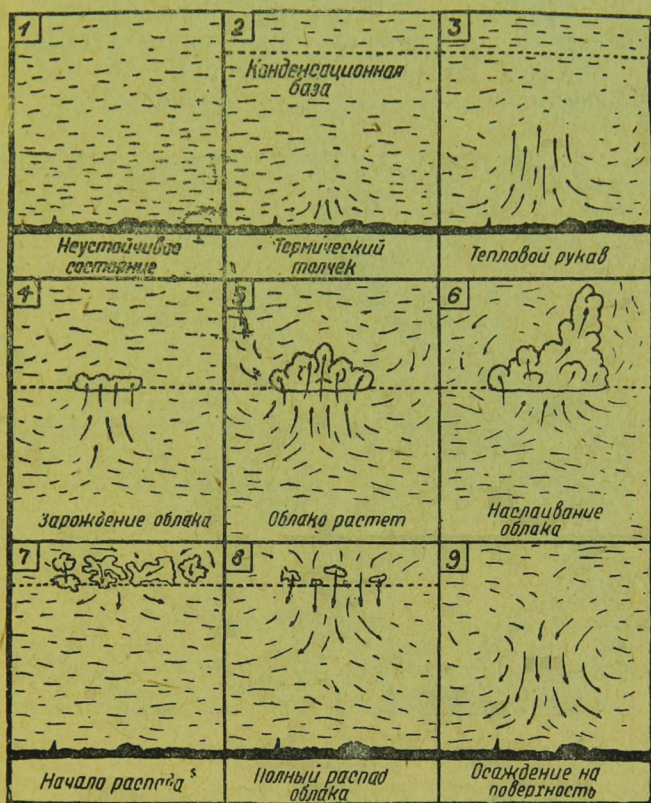 1
2
3
Конденсационная
база
Неустойчивое
состояние
Термический
толчек
Тепловой рукав
4
5
6
Зарождение облака
Облако растет
Наслаивание
облака
7
8
9
Начало распада
Полный распад
облака
Осаждение на
поверхность